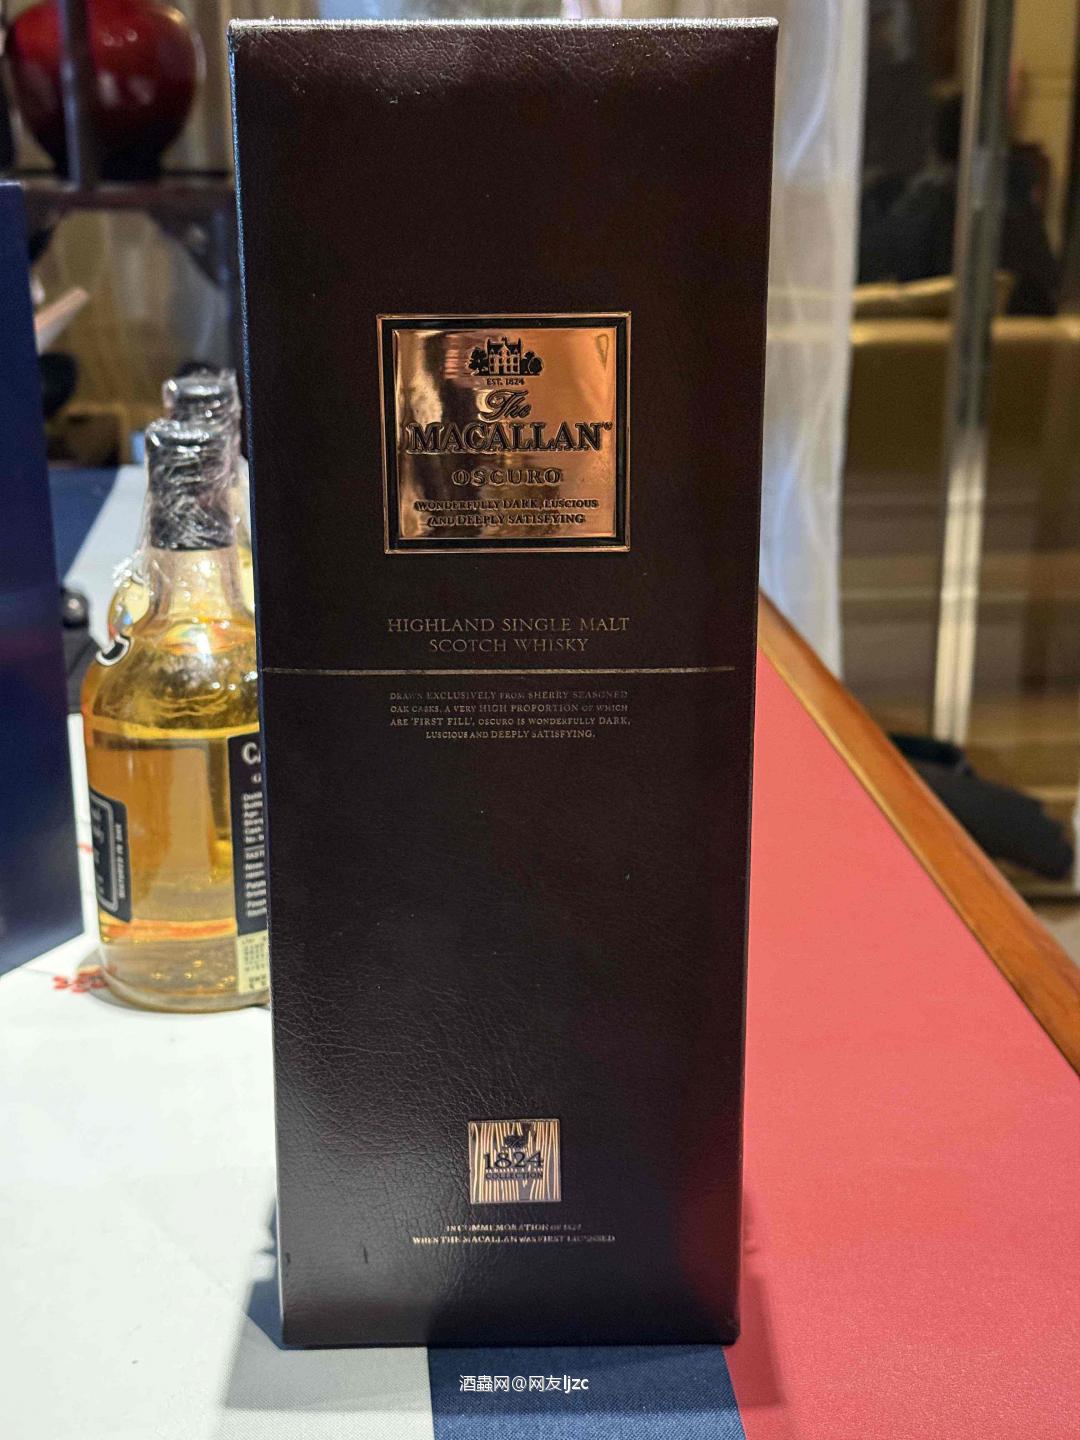 EST. 1824
The
MACALLAN®
OSCURO
WONDERFULLY DARK, LUSCIOUS
AND DEEPLY SATISFYING
HIGHLAND SINGLE MALT
SCOTCH WHISKY
DRAWN EXCLUSIVELY FROM SHERRY SEASONED
OAK CASKS, A VERY HIGH PROPORTION OF WHICH
ARE 'FIRST FILL', OSCURO IS WONDERFULLY DARK,
LUSCIOUS AND DEEPLY SATISFYING.
The
1824
COLLECTION
IN COMMEMORATION OF 1824
WHEN THE MACALLAN WAS FIRST LICENSED
酒蟲网@网友ljzc